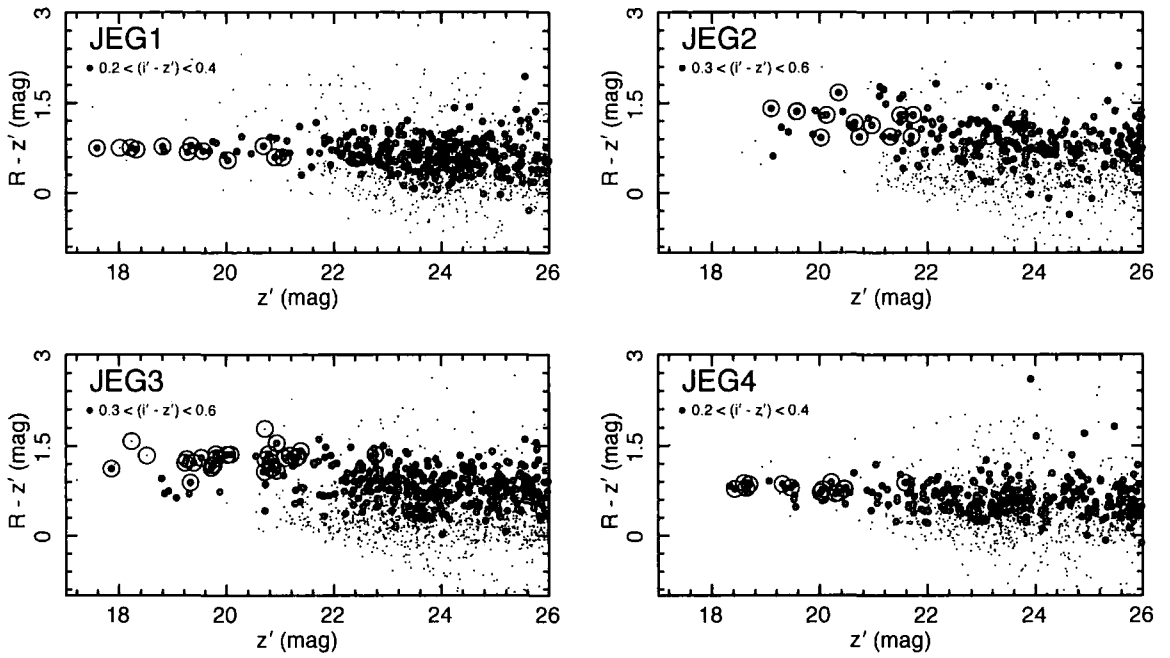 JEG1
0.2 < (i' - z') < 0.4
3
1.5
0
R - z' (mag)
18 20 22 24 26
z' (mag)
JEG2
0.3 < (i' - z') < 0.6
3
1.5
0
R - z' (mag)
18 20 22 24 26
z' (mag)
JEG3
0.3 < (i' - z') < 0.6
3
1.5
0
R - z' (mag)
18 20 22 24 26
z' (mag)
JEG4
0.2 < (i' - z') < 0.4
3
1.5
0
R - z' (mag)
18 20 22 24 26
z' (mag)